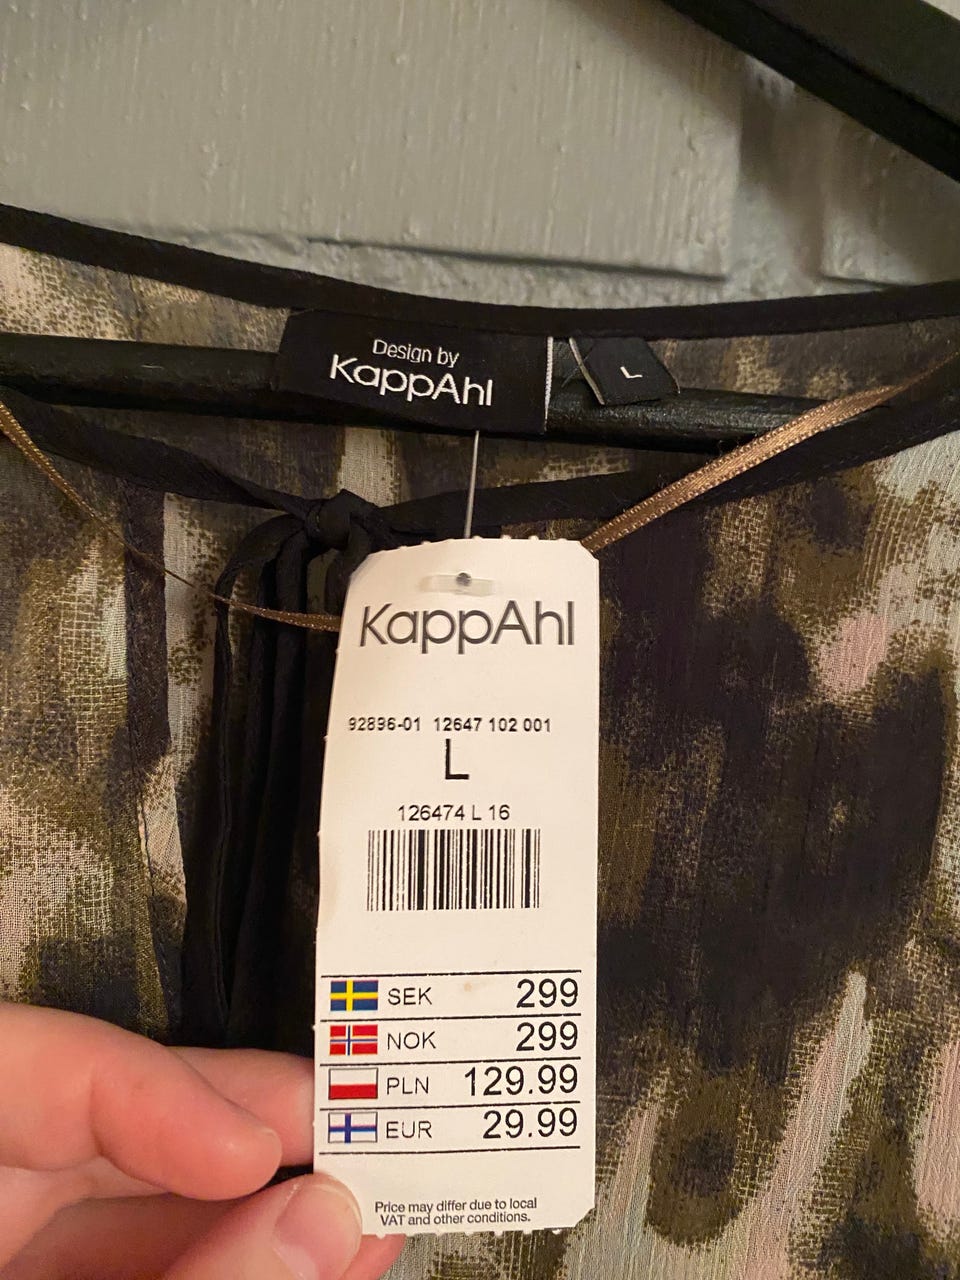 Design by
KappAhl
L
KappAhl
92896-01 12647 102 001
L
126474 L 16
SEK 299
NOK 299
PLN 129.99
EUR 29.99
Price may differ due to local
VAT and other conditions.